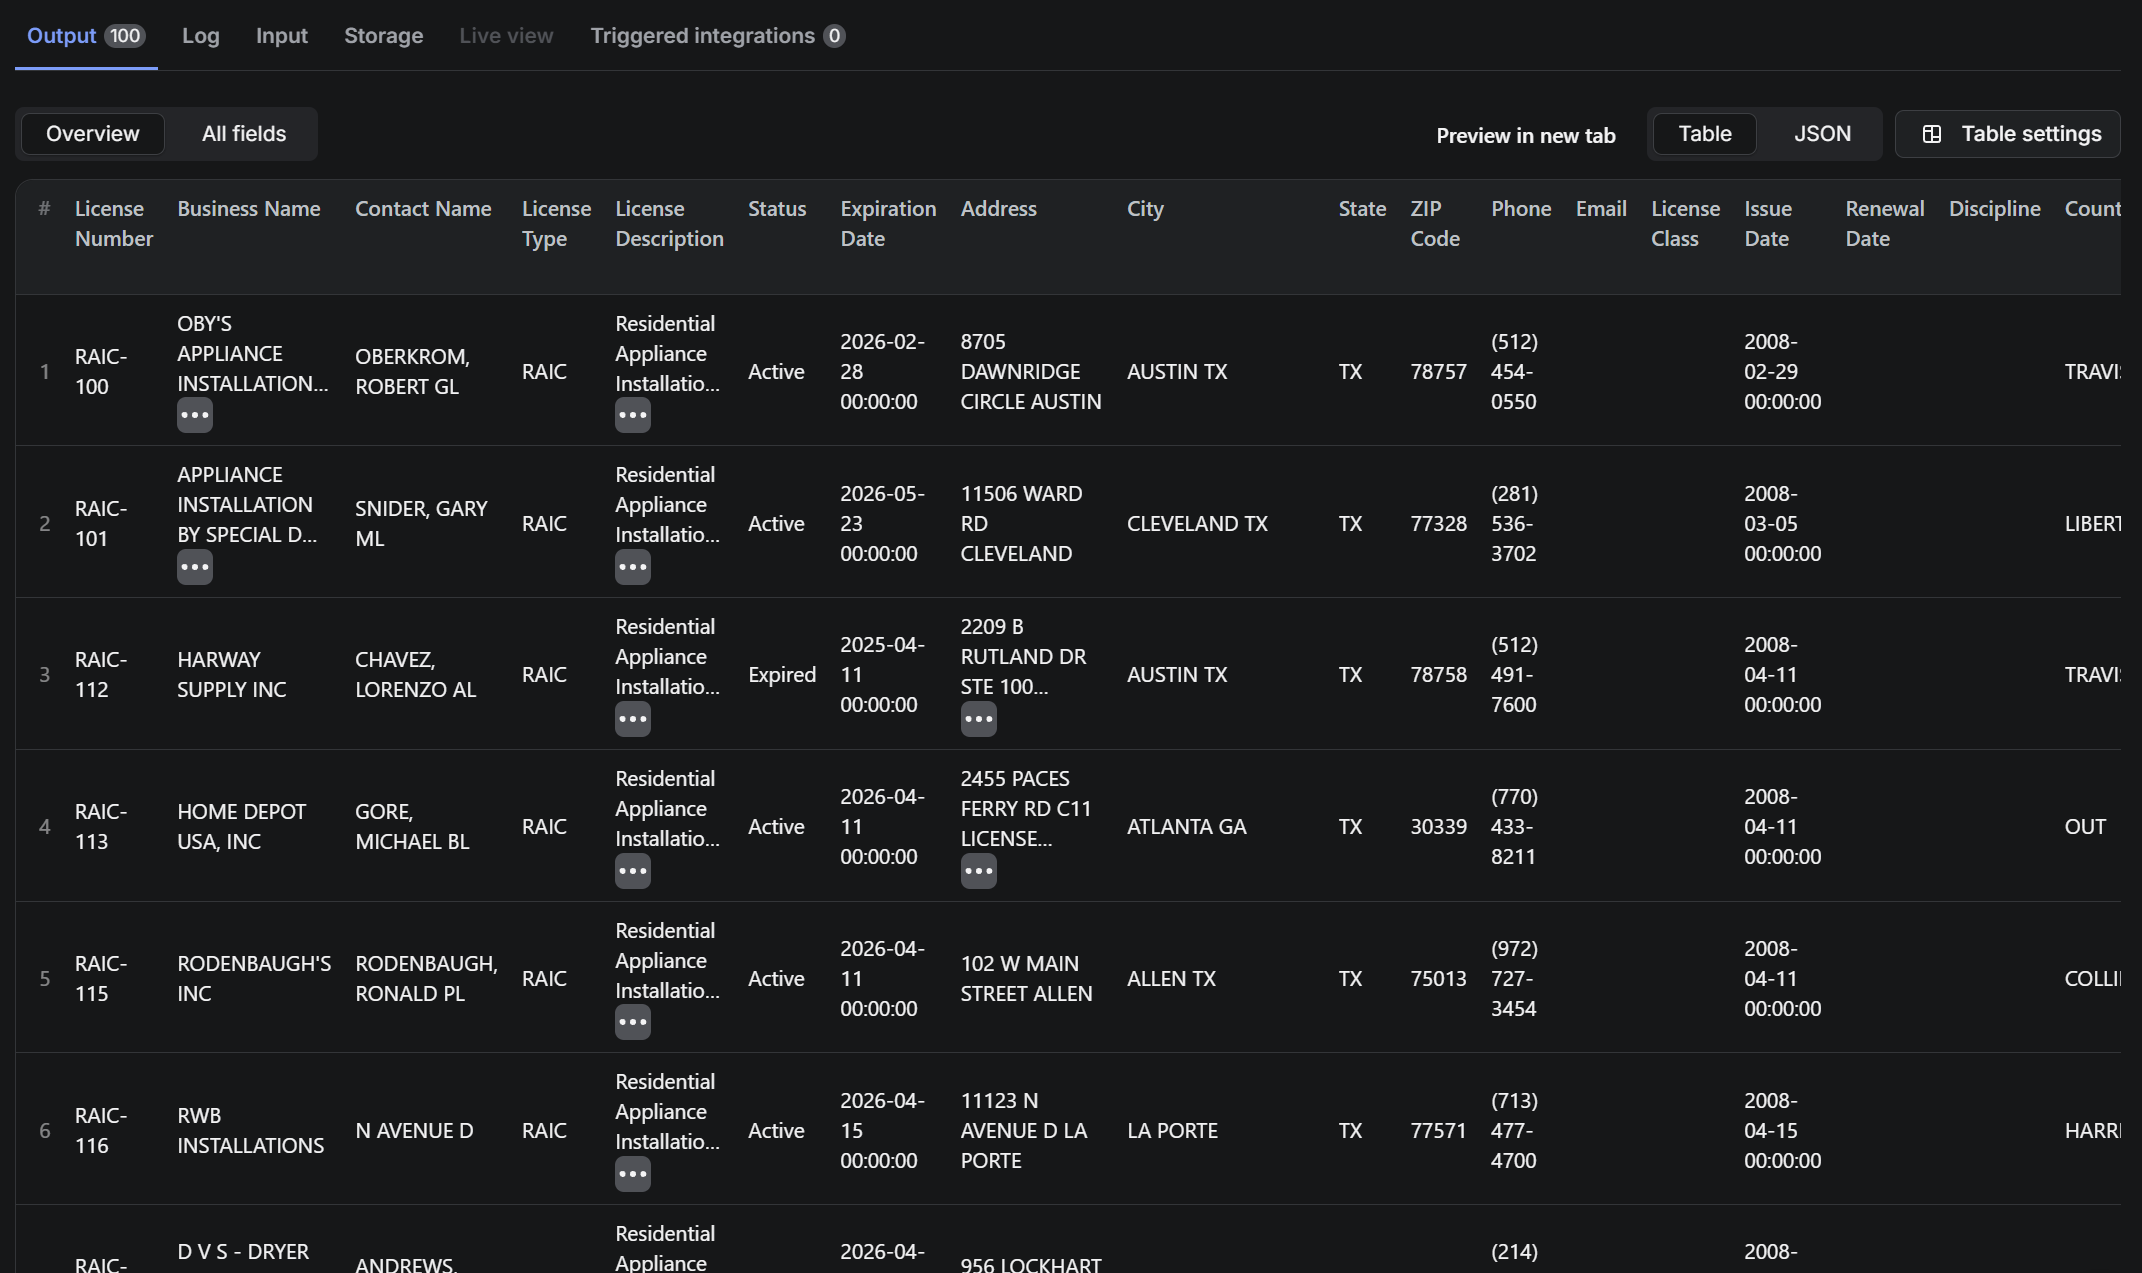 Output 100 Log Input Storage Live view Triggered integrations 0
Overview All fields Preview in new tab Table JSON Table settings
# License Number Business Name Contact Name License Type License Description Status Expiration Date Address City State ZIP Code Phone Email License Class Issue Date Renewal Date Discipline Count
1 RAIC-100 OBY'S APPLIANCE INSTALLATION... ••• OBERKROM, ROBERT GL RAIC Residential Appliance Installatio... ••• Active 2026-02-28 00:00:00 8705 DAWNRIDGE CIRCLE AUSTIN AUSTIN TX TX 78757 (512) 454-0550 2008-02-29 00:00:00 TRAVIS
2 RAIC-101 APPLIANCE INSTALLATION BY SPECIAL D... ••• SNIDER, GARY ML RAIC Residential Appliance Installatio... ••• Active 2026-05-23 00:00:00 11506 WARD RD CLEVELAND CLEVELAND TX TX 77328 (281) 536-3702 2008-03-05 00:00:00 LIBERT
3 RAIC-112 HARWAY SUPPLY INC CHAVEZ, LORENZO AL RAIC Residential Appliance Installatio... ••• Expired 2025-04-11 00:00:00 2209 B RUTLAND DR STE 100... ••• AUSTIN TX TX 78758 (512) 491-7600 2008-04-11 00:00:00 TRAVIS
4 RAIC-113 HOME DEPOT USA, INC GORE, MICHAEL BL RAIC Residential Appliance Installatio... ••• Active 2026-04-11 00:00:00 2455 PACES FERRY RD C11 LICENSE... ••• ATLANTA GA TX 30339 (770) 433-8211 2008-04-11 00:00:00 OUT
5 RAIC-115 RODENBAUGH'S INC RODENBAUGH, RONALD PL RAIC Residential Appliance Installatio... ••• Active 2026-04-11 00:00:00 102 W MAIN STREET ALLEN ALLEN TX TX 75013 (972) 727-3454 2008-04-11 00:00:00 COLLI
6 RAIC-116 RWB INSTALLATIONS N AVENUE D RAIC Residential Appliance Installatio... ••• Active 2026-04-15 00:00:00 11123 N AVENUE D LA PORTE LA PORTE TX 77571 (713) 477-4700 2008-04-15 00:00:00 HARR
RAIC- D V S - DRYER ANDREWS, Residential Appliance 2026-04- 956 LOCKHART (214) 2008-